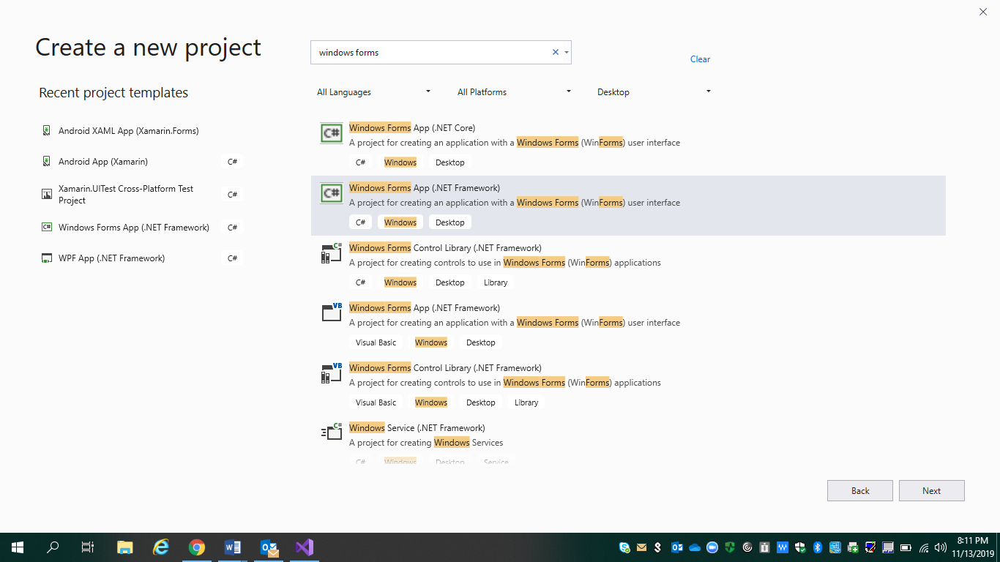 Create a new project
windows forms
Clear
Recent project templates
All Languages
All Platforms
Desktop
Android XAML App (Xamarin.Forms)
Android App (Xamarin)
C#
Xamarin.UITest Cross-Platform Test
Project
C#
Windows Forms App (.NET Framework)
C#
WPF App (.NET Framework)
C#
C#
Windows Forms App (.NET Core)
A project for creating an application with a Windows Forms (WinForms) user interface
C# Windows Desktop
C#
Windows Forms App (.NET Framework)
A project for creating an application with a Windows Forms (WinForms) user interface
C# Windows Desktop
C#
Windows Forms Control Library (.NET Framework)
A project for creating controls to use in Windows Forms (WinForms) applications
C# Windows Desktop Library
VB
Windows Forms App (.NET Framework)
A project for creating an application with a Windows Forms (WinForms) user interface
Visual Basic Windows Desktop
VB
Windows Forms Control Library (.NET Framework)
A project for creating controls to use in Windows Forms (WinForms) applications
Visual Basic Windows Desktop Library
C#
Windows Service (.NET Framework)
A project for creating Windows Services
C# Windows Desktop Service
Back
Next
8:11 PM
11/13/2019